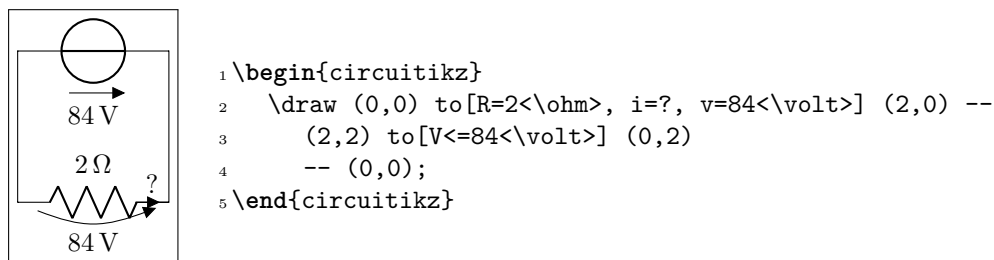 84 V
2 Ω
?
84 V
1 \begin{circuitikz}
2 \draw (0,0) to[R=2<\ohm>, i=?, v=84<\volt>] (2,0) --
3 (2,2) to[V<=84<\volt>] (0,2)
4 -- (0,0);
5 \end{circuitikz}